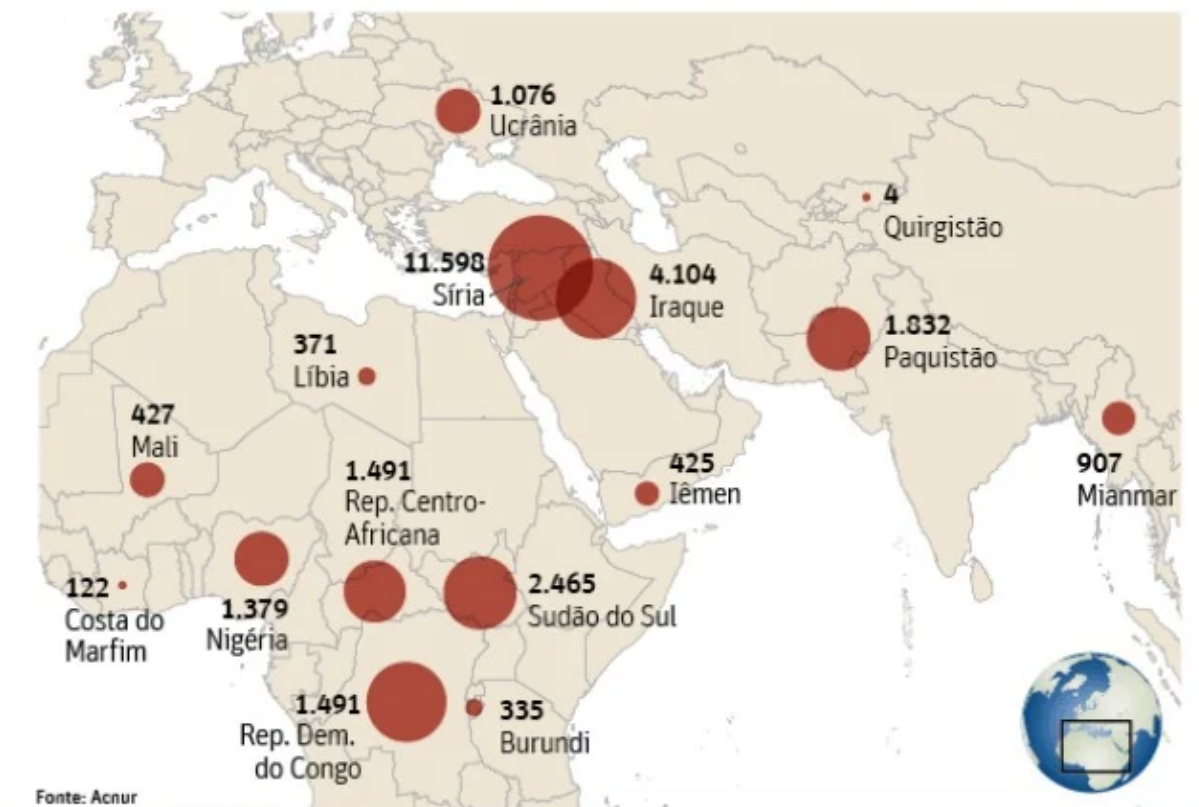 1.076
Ucrânia
4
Quirgistão
11.598
Síria
4.104
Iraque
1.832
Paquistão
371
Líbia
427
Mali
1.491
Rep. Centro-
Africana
425
Iêmen
907
Mianmar
122
Costa do
Marfim
1.379
Nigéria
2.465
Sudão do Sul
1.491
Rep. Dem.
do Congo
335
Burundi
Fonte: Acnur